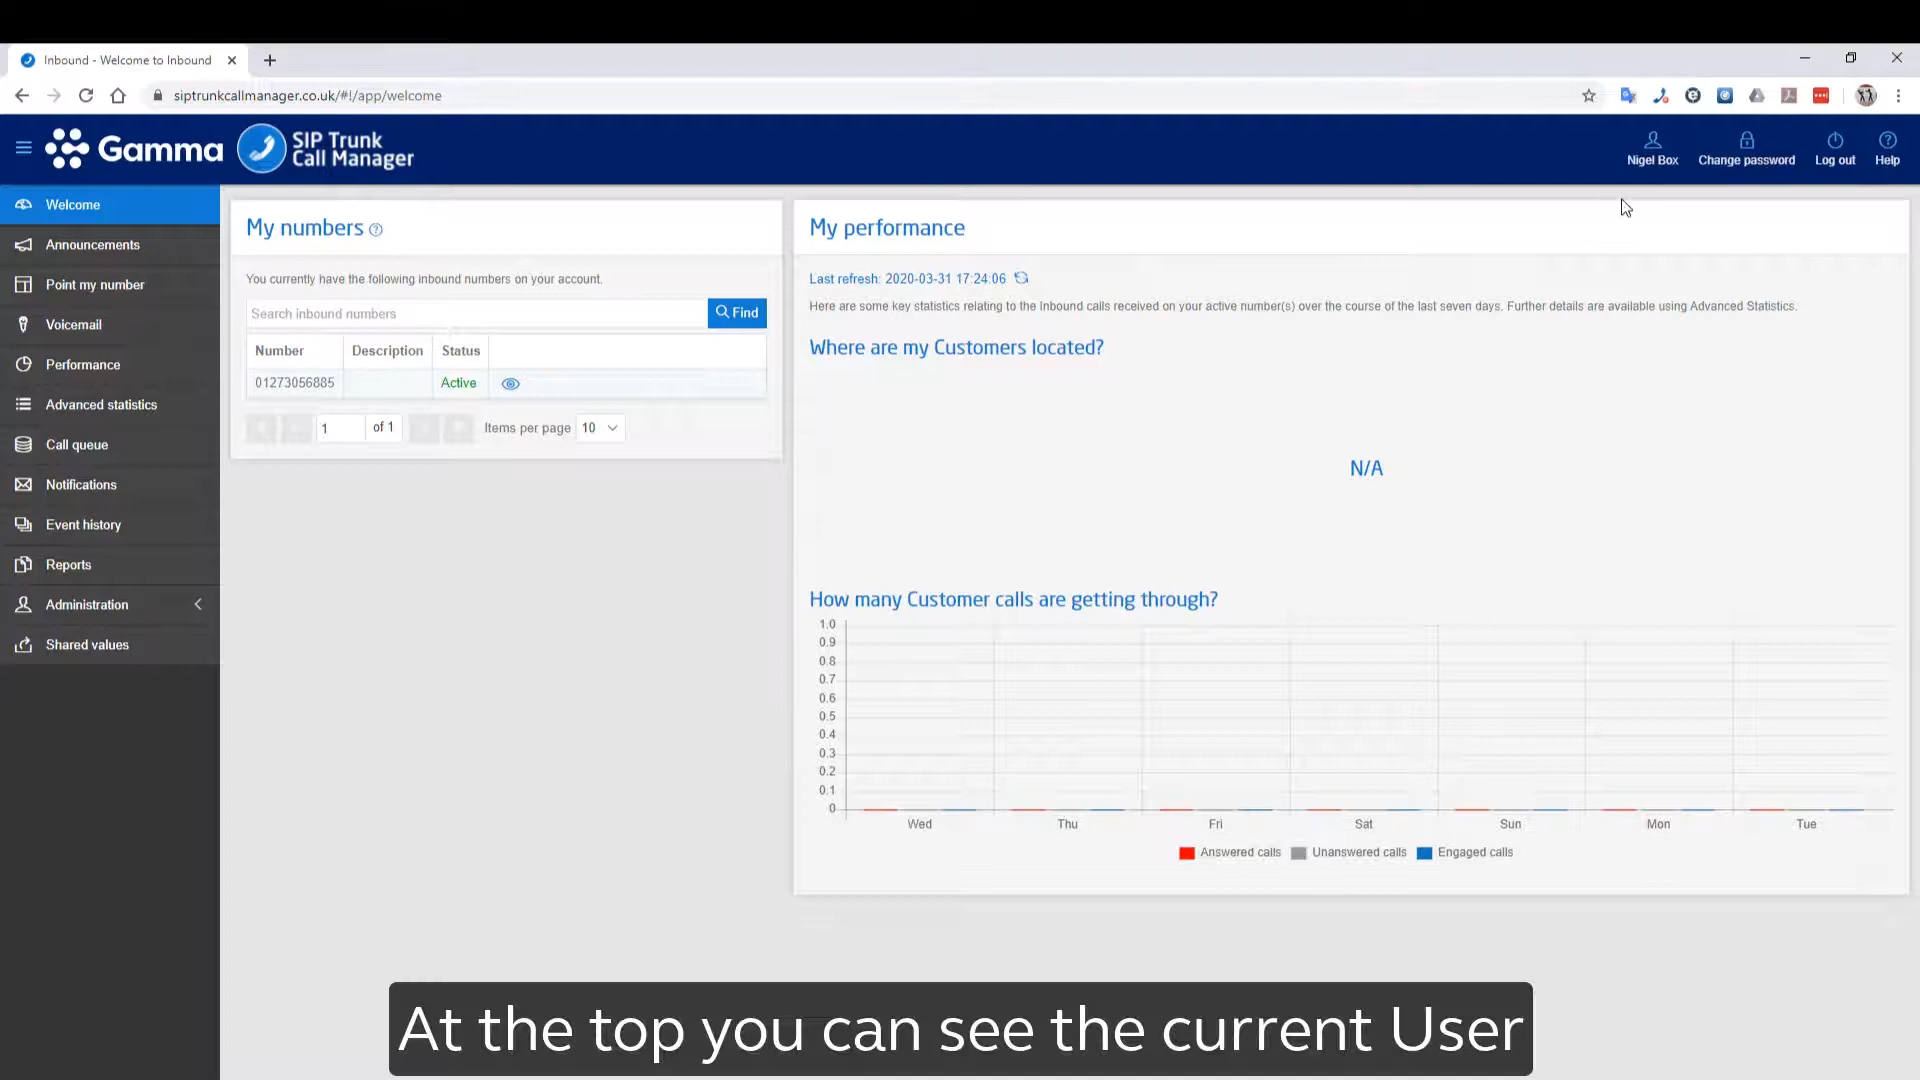 Inbound - Welcome to Inbound
siptrunkcallmanager.co.uk/#!/app/welcome
Gamma
SIP Trunk
Call Manager
Nigel Box
Change password
Log out
Help
Welcome
Announcements
Point my number
Voicemail
Performance
Advanced statistics
Call queue
Notifications
Event history
Reports
Administration
Shared values
My numbers
You currently have the following inbound numbers on your account.
Search inbound numbers
Find
Number Description Status
01273056885 Active
1 of 1 Items per page 10
My performance
Last refresh: 2020-03-31 17:24:06
Here are some key statistics relating to the Inbound calls received on your active number(s) over the course of the last seven days. Further details are available using Advanced Statistics.
Where are my Customers located?
N/A
How many Customer calls are getting through?
1.0
0.9
0.8
0.7
0.6
0.5
0.4
0.3
0.2
0.1
0
Wed Thu Fri Sat Sun Mon Tue
Answered calls Unanswered calls Engaged calls
At the top you can see the current User